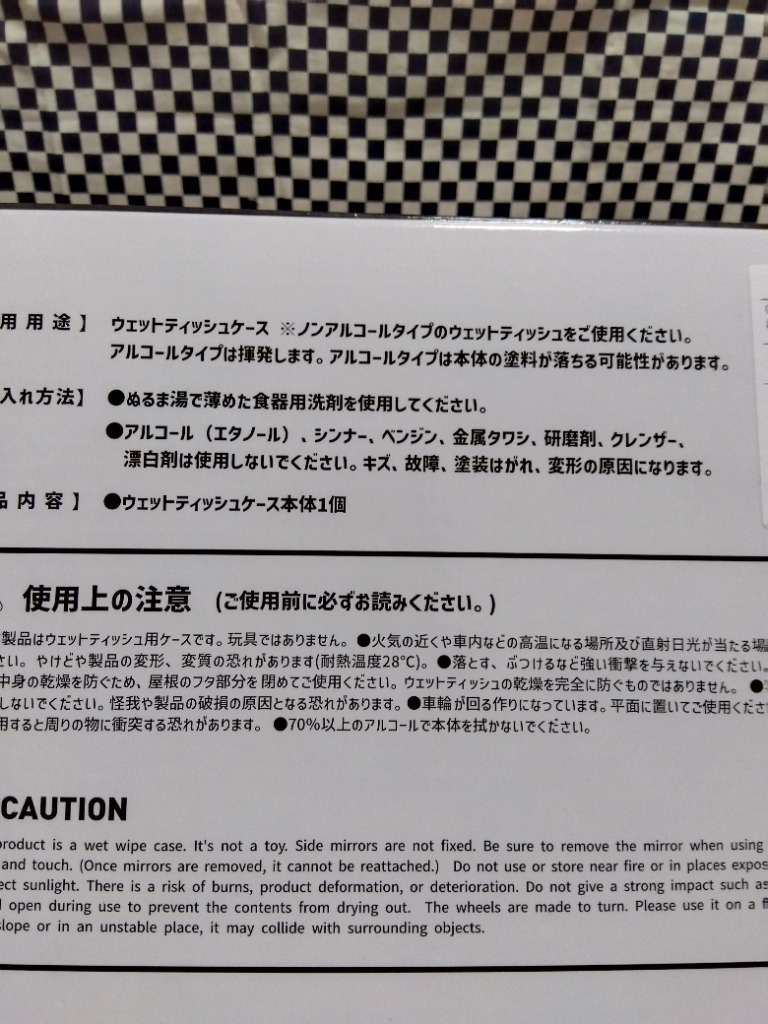 用用途】 ウェットティッシュケース ※ノンアルコールタイプのウェットティッシュをご使用ください。
アルコールタイプは揮発します。アルコールタイプは本体の塗料が落ちる可能性があります。
入れ方法】 ●ぬるま湯で薄めた食器用洗剤を使用してください。
●アルコール（エタノール）、シンナー、ベンジン、金属タワシ、研磨剤、クレンザー、
漂白剤は使用しないでください。キズ、故障、塗装はがれ、変形の原因になります。
品内容】 ●ウェットティッシュケース本体1個
使用上の注意 (ご使用前に必ずお読みください。)
製品はウェットティッシュ用ケースです。玩具ではありません。●火気の近くや車内などの高温になる場所及び直射日光が当たる場
さい。やけどや製品の変形、変質の恐れがあります(耐熱温度28℃)。●落とす、ぶつけるなど強い衝撃を与えないでください。
中身の乾燥を防ぐため、屋根のフタ部分を閉めてご使用ください。ウェットティッシュの乾燥を完全に防ぐものではありません。●
しないでください。怪我や製品の破損の原因となる恐れがあります。●車輪が回る作りになっています。平面に置いてご使用くださ
用すると周りの物に衝突する恐れがあります。●70%以上のアルコールで本体を拭かないでください。
CAUTION
product is a wet wipe case. It's not a toy. Side mirrors are not fixed. Be sure to remove the mirror when using
and touch. (Once mirrors are removed, it cannot be reattached.) Do not use or store near fire or in places expos
ect sunlight. There is a risk of burns, product deformation, or deterioration. Do not give a strong impact such as
open during use to prevent the contents from drying out. The wheels are made to turn. Please use it on a f
slope or in an unstable place, it may collide with surrounding objects.